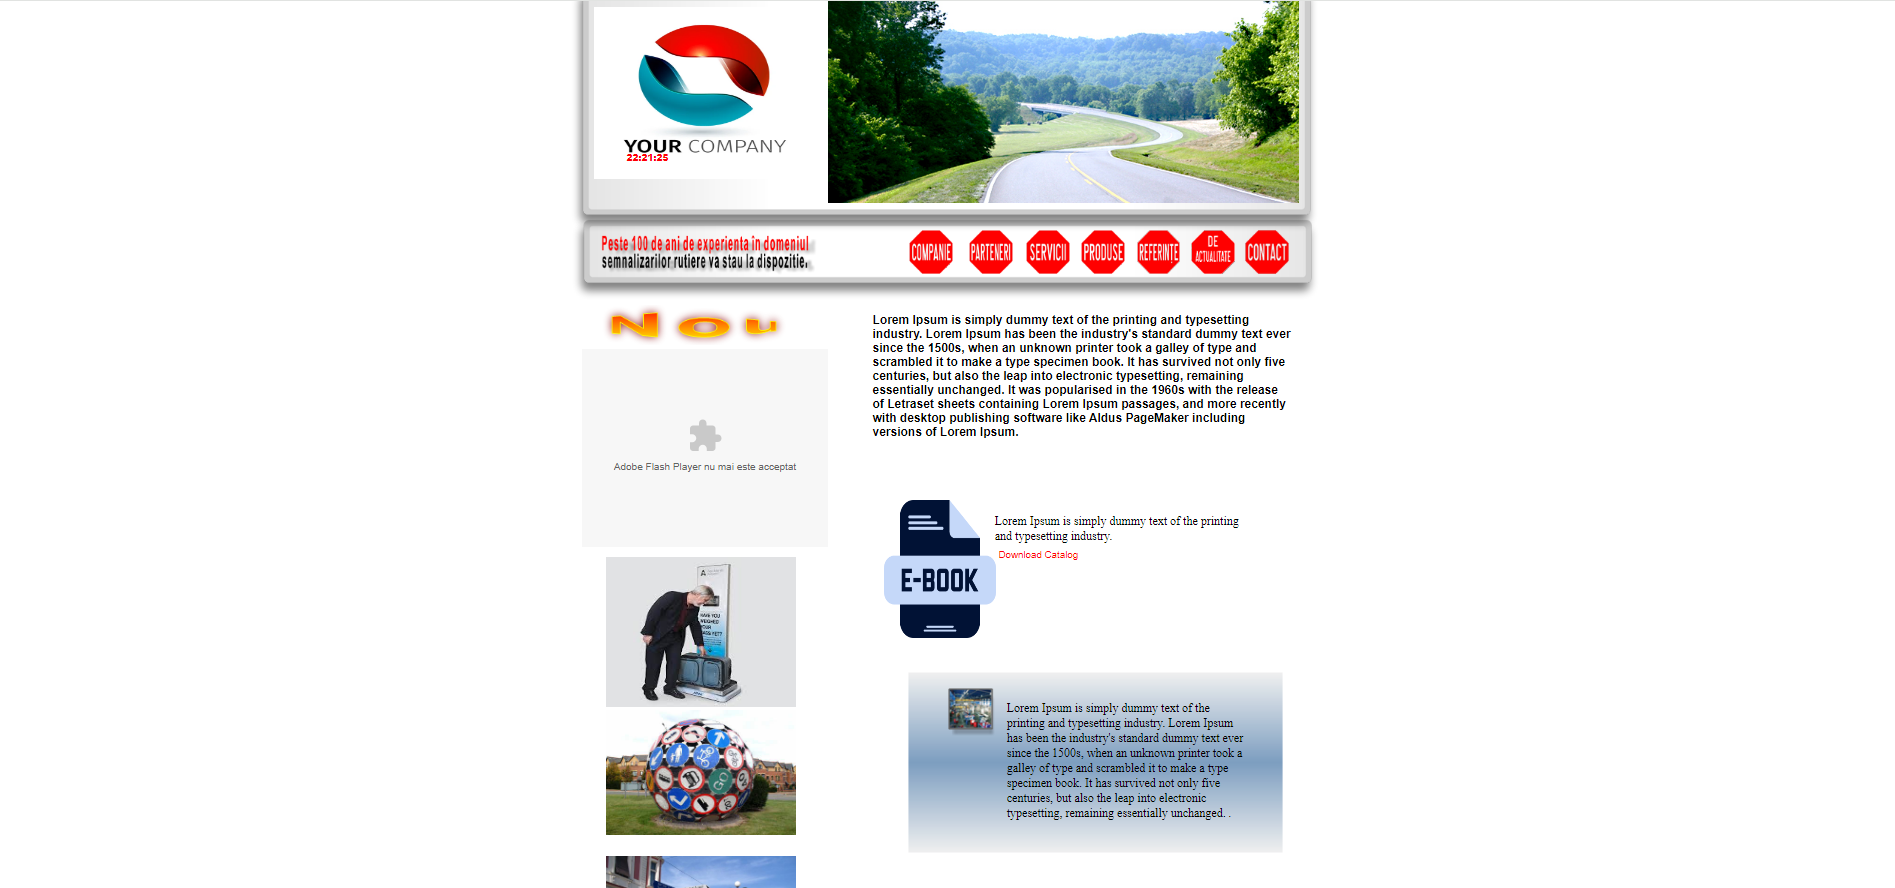 YOUR COMPANY
22:21:25
Peste 100 de ani de experienta in domeniul
semnalizarilor rutiere va stau la dispozitie.
COMPANIE
PARTENERI
SERVICII
PRODUSE
REFERINȚE
DE
ACTUALITATE
CONTACT
Nou
Adobe Flash Player nu mai este acceptat
HAVE YOU
WEIGHED
YOUR
YET?
GO
Lorem Ipsum is simply dummy text of the printing and typesetting
industry. Lorem Ipsum has been the industry's standard dummy text ever
since the 1500s, when an unknown printer took a galley of type and
scrambled it to make a type specimen book. It has survived not only five
centuries, but also the leap into electronic typesetting, remaining
essentially unchanged. It was popularised in the 1960s with the release
of Letraset sheets containing Lorem Ipsum passages, and more recently
with desktop publishing software like Aldus PageMaker including
versions of Lorem Ipsum.
E-BOOK
Lorem Ipsum is simply dummy text of the printing
and typesetting industry.
Download Catalog
Lorem Ipsum is simply dummy text of the
printing and typesetting industry. Lorem Ipsum
has been the industry's standard dummy text ever
since the 1500s, when an unknown printer took a
galley of type and scrambled it to make a type
specimen book. It has survived not only five
centuries, but also the leap into electronic
typesetting, remaining essentially unchanged. .